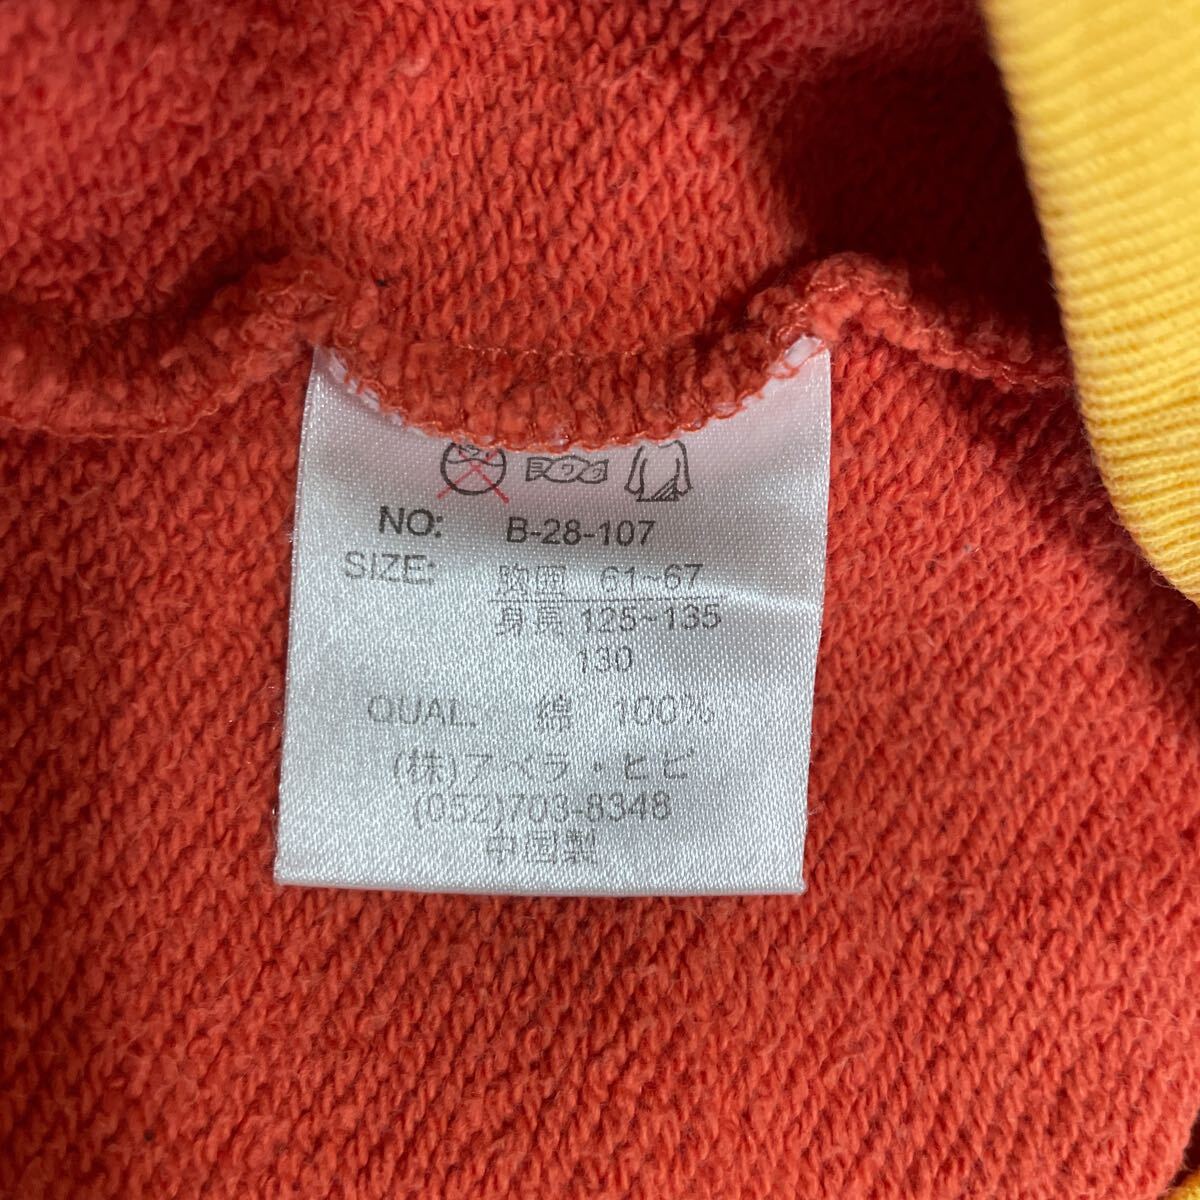 NO: B-28-107
SIZE: 胸囲 61~67
身長 125~135
130
QUAL. 綿 100%
(株)アベラ・ヒビ
(052)703-8348
中国製